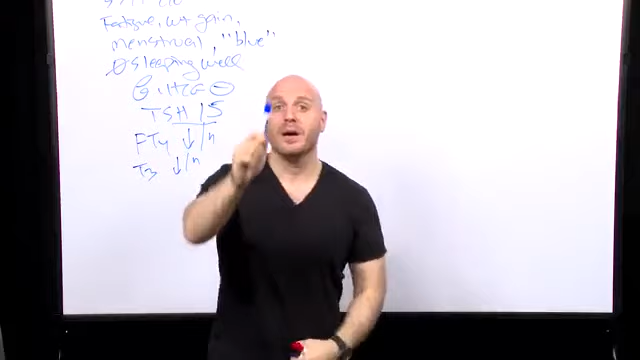 Fatigue, wt gain,
menstrual, "blue"
Ø sleeping well
β-HCG ⊖
TSH 15
FT4 ↓/n
T3 ↓/n